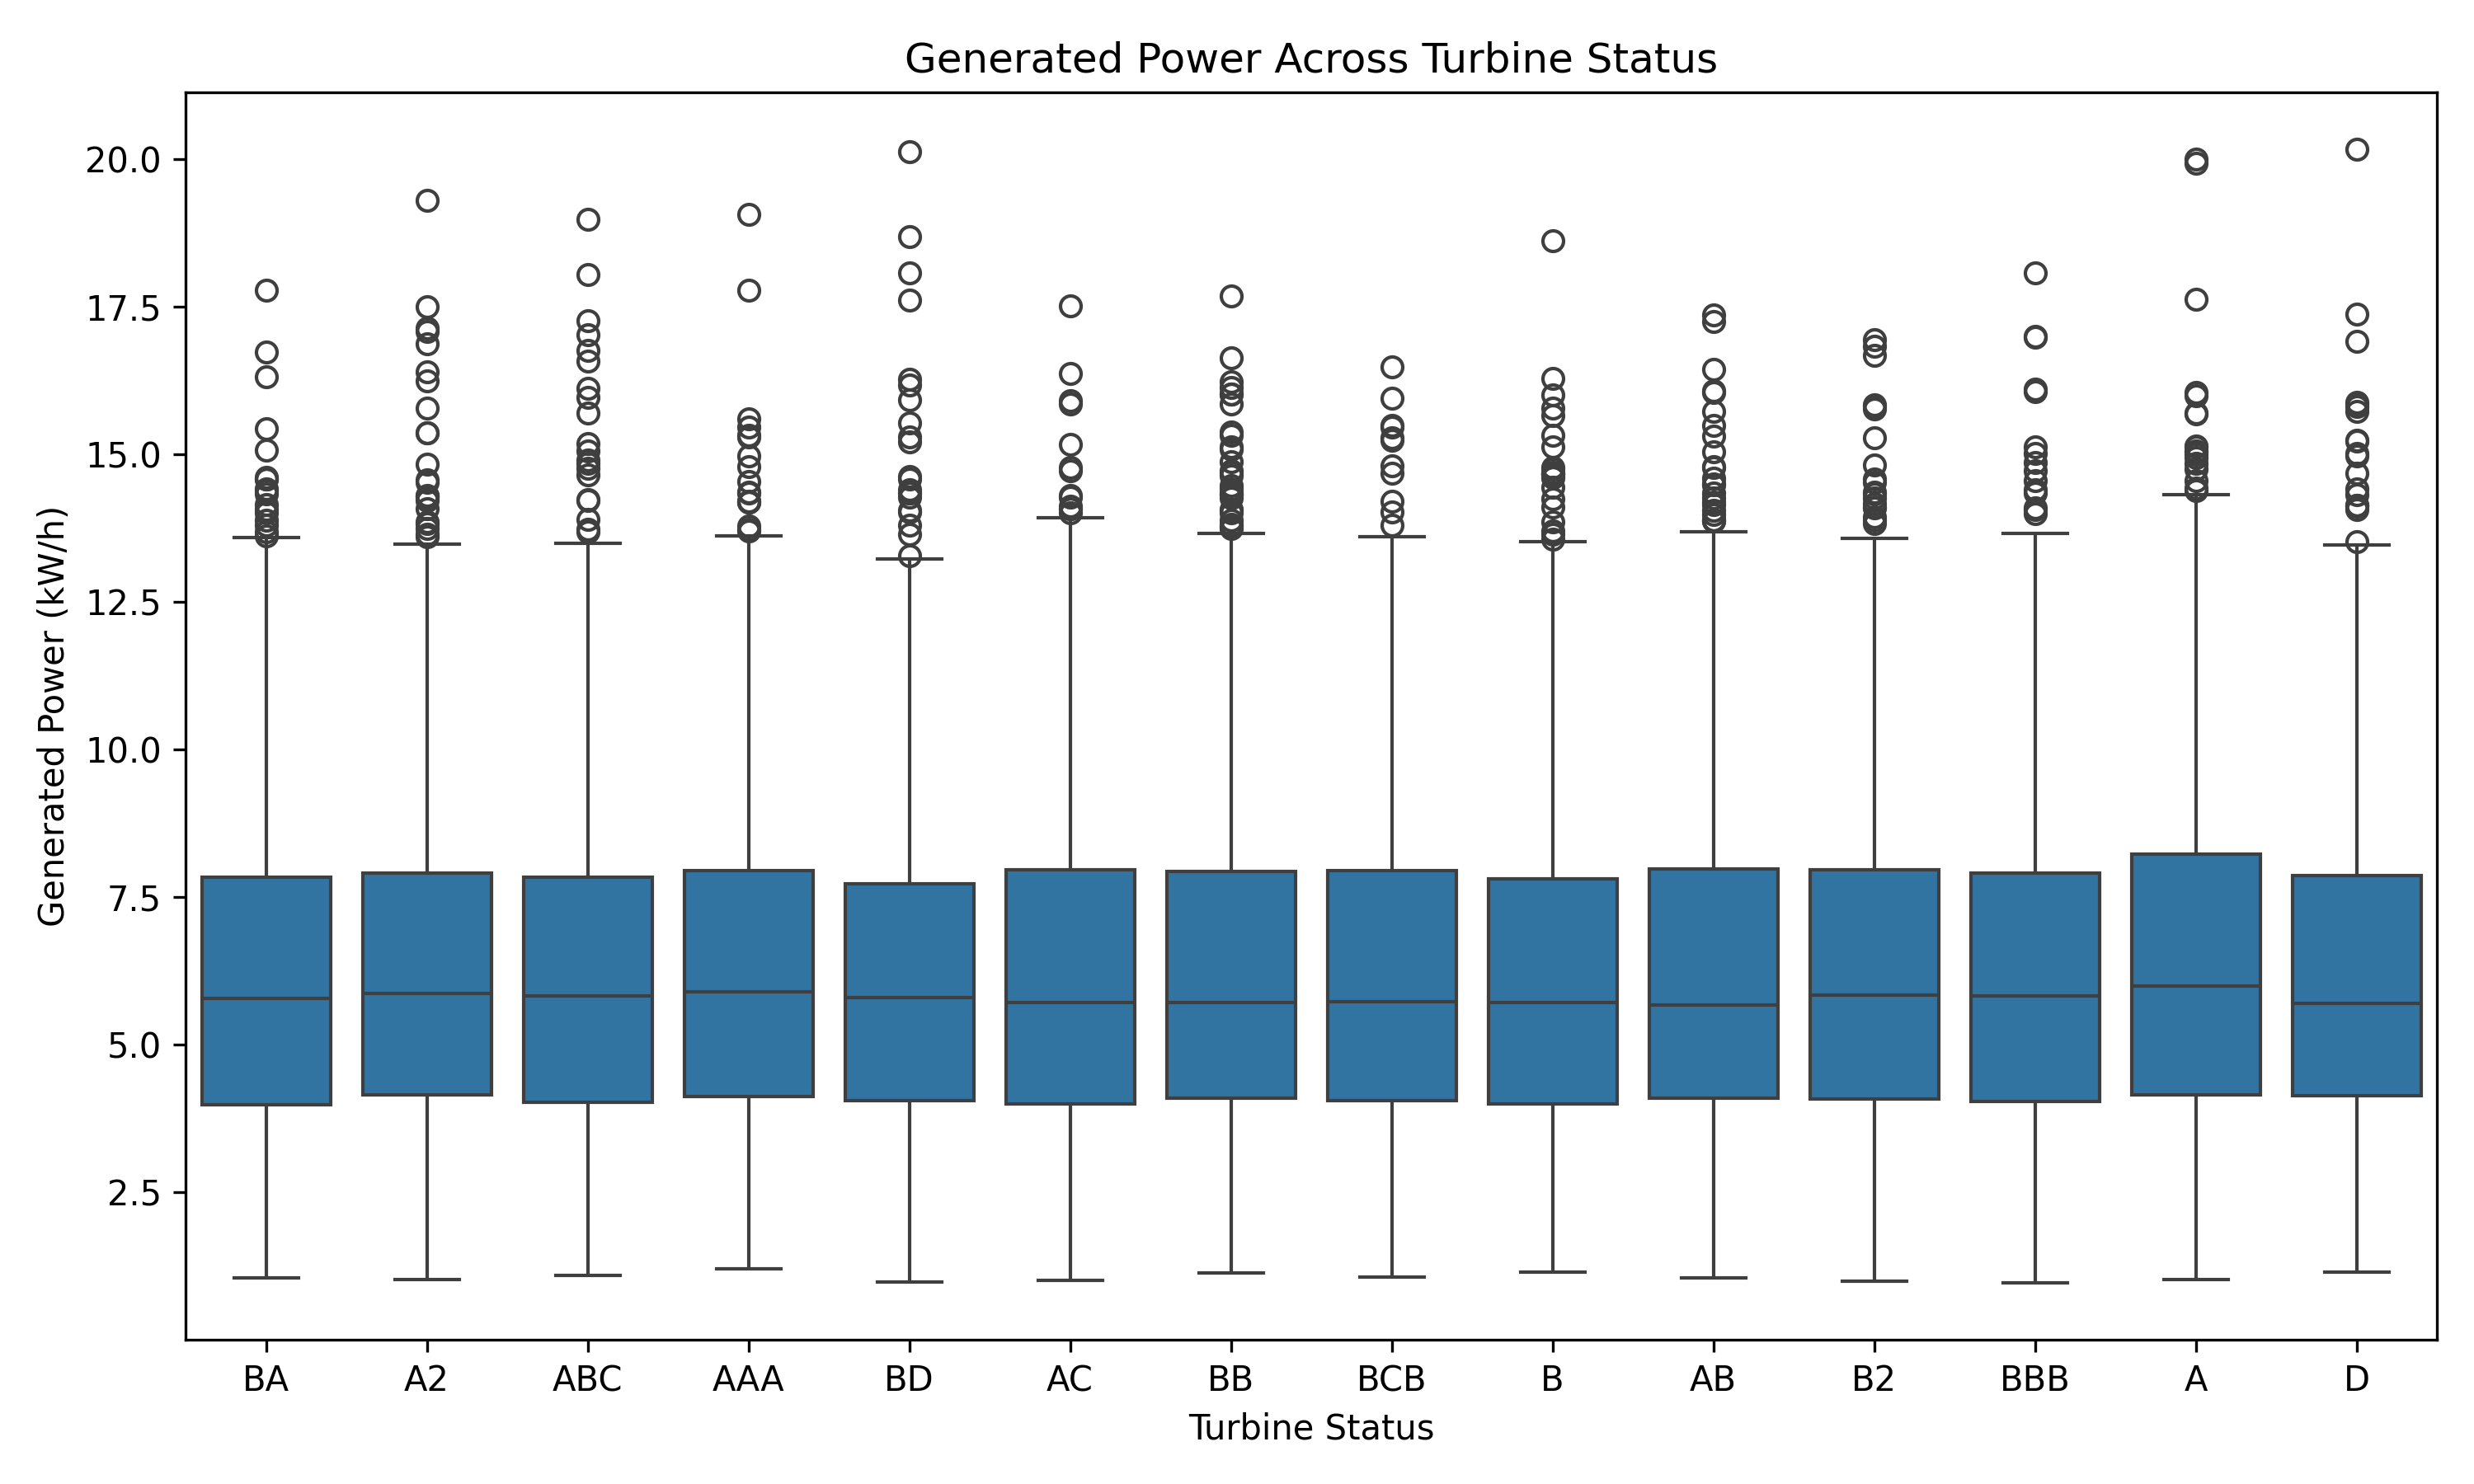 Generated Power Across Turbine Status
Generated Power (kW/h)
20.0
17.5
15.0
12.5
10.0
7.5
5.0
2.5
BA A2 ABC AAA BD AC BB BCB B AB B2 BBB A D
Turbine Status